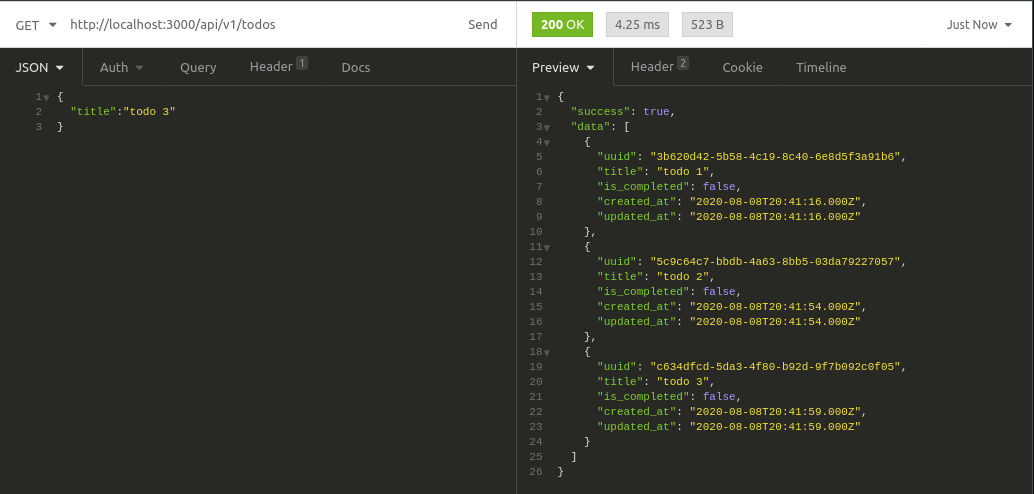 GET http://localhost:3000/api/v1/todos Send
200 OK 4.25 ms 523 B Just Now
JSON Auth Query Header 1 Docs
Preview Header 2 Cookie Timeline
1 {
2 "title":"todo 3"
3 }
1 {
2 "success": true,
3 "data": [
4 {
5 "uuid": "3b620d42-5b58-4c19-8c40-6e8d5f3a91b6",
6 "title": "todo 1",
7 "is_completed": false,
8 "created_at": "2020-08-08T20:41:16.000Z",
9 "updated_at": "2020-08-08T20:41:16.000Z"
10 },
11 {
12 "uuid": "5c9c64c7-bbdb-4a63-8bb5-03da79227057",
13 "title": "todo 2",
14 "is_completed": false,
15 "created_at": "2020-08-08T20:41:54.000Z",
16 "updated_at": "2020-08-08T20:41:54.000Z"
17 },
18 {
19 "uuid": "c634dfcd-5da3-4f80-b92d-9f7b092c0f05",
20 "title": "todo 3",
21 "is_completed": false,
22 "created_at": "2020-08-08T20:41:59.000Z",
23 "updated_at": "2020-08-08T20:41:59.000Z"
24 }
25 ]
26 }